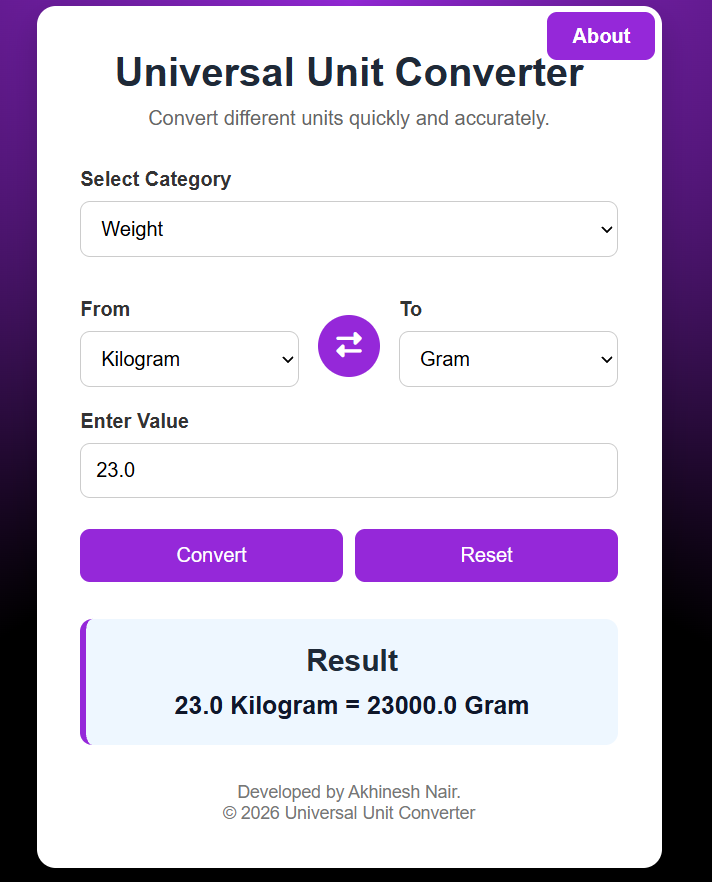 About
Universal Unit Converter
Convert different units quickly and accurately.
Select Category
Weight
From
To
Kilogram
Gram
Enter Value
23.0
Convert
Reset
Result
23.0 Kilogram = 23000.0 Gram
Developed by Akhinesh Nair.
© 2026 Universal Unit Converter